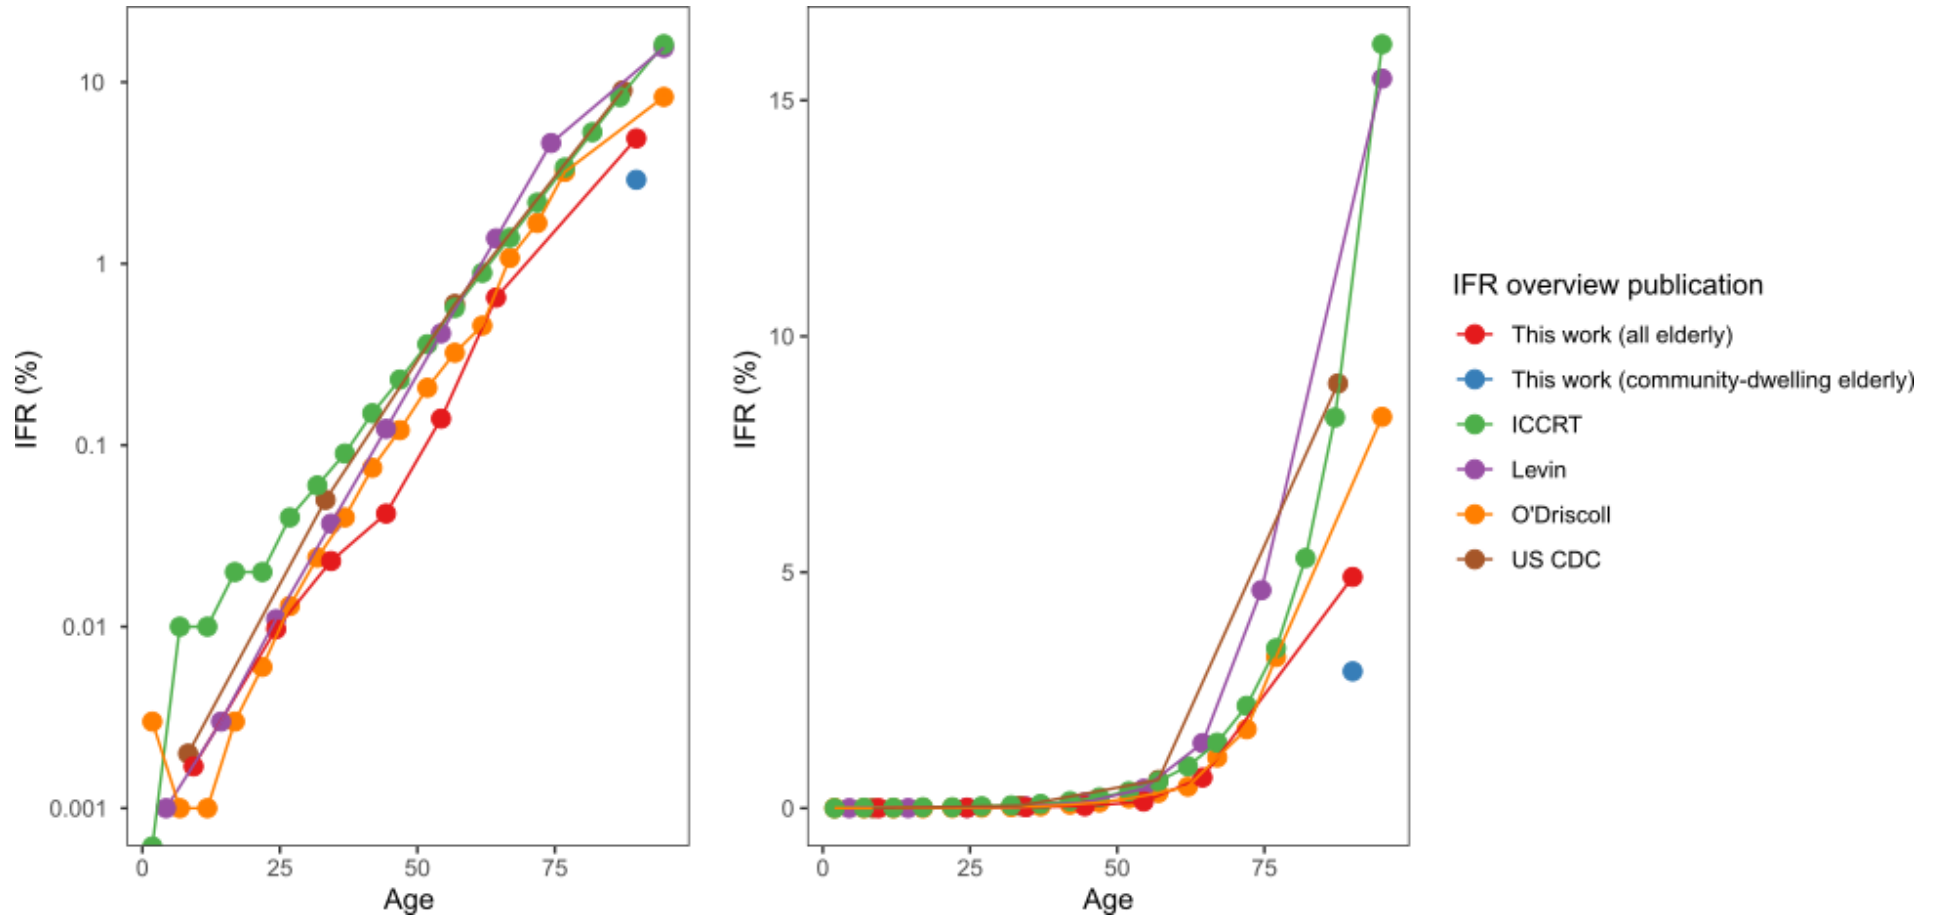 10
1
0.1
0.01
0.001
IFR (%)
0
25
50
75
Age
15
10
5
0
IFR (%)
0
25
50
75
Age
IFR overview publication
This work (all elderly)
This work (community-dwelling elderly)
ICCRT
Levin
O'Driscoll
US CDC